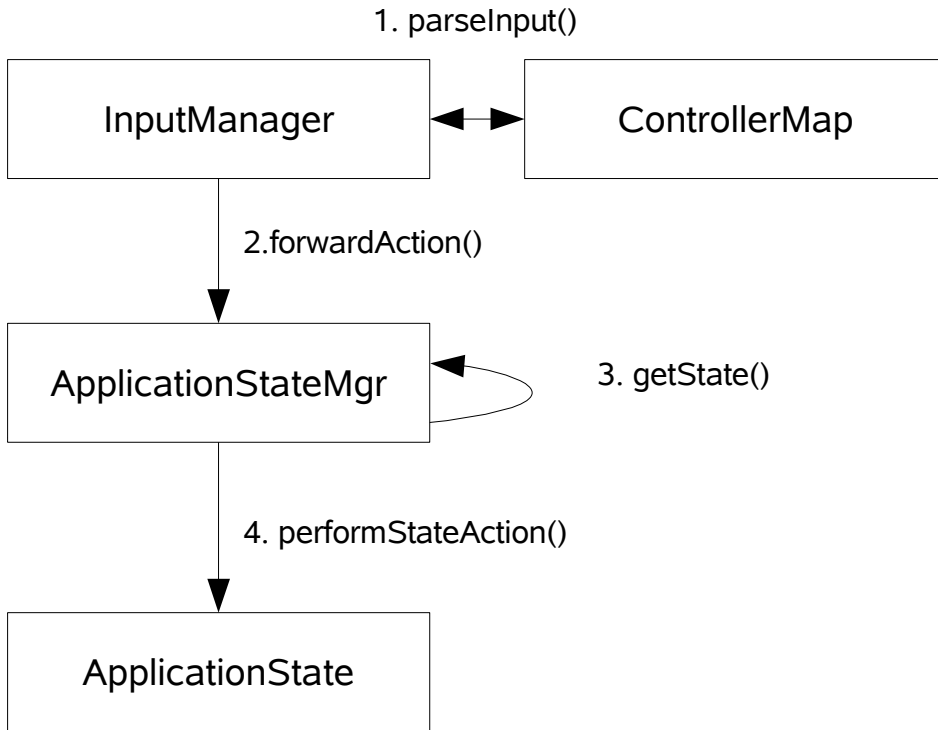 1. parseInput()
InputManager
ControllerMap
2.forwardAction()
ApplicationStateMgr
3. getState()
4. performStateAction()
ApplicationState